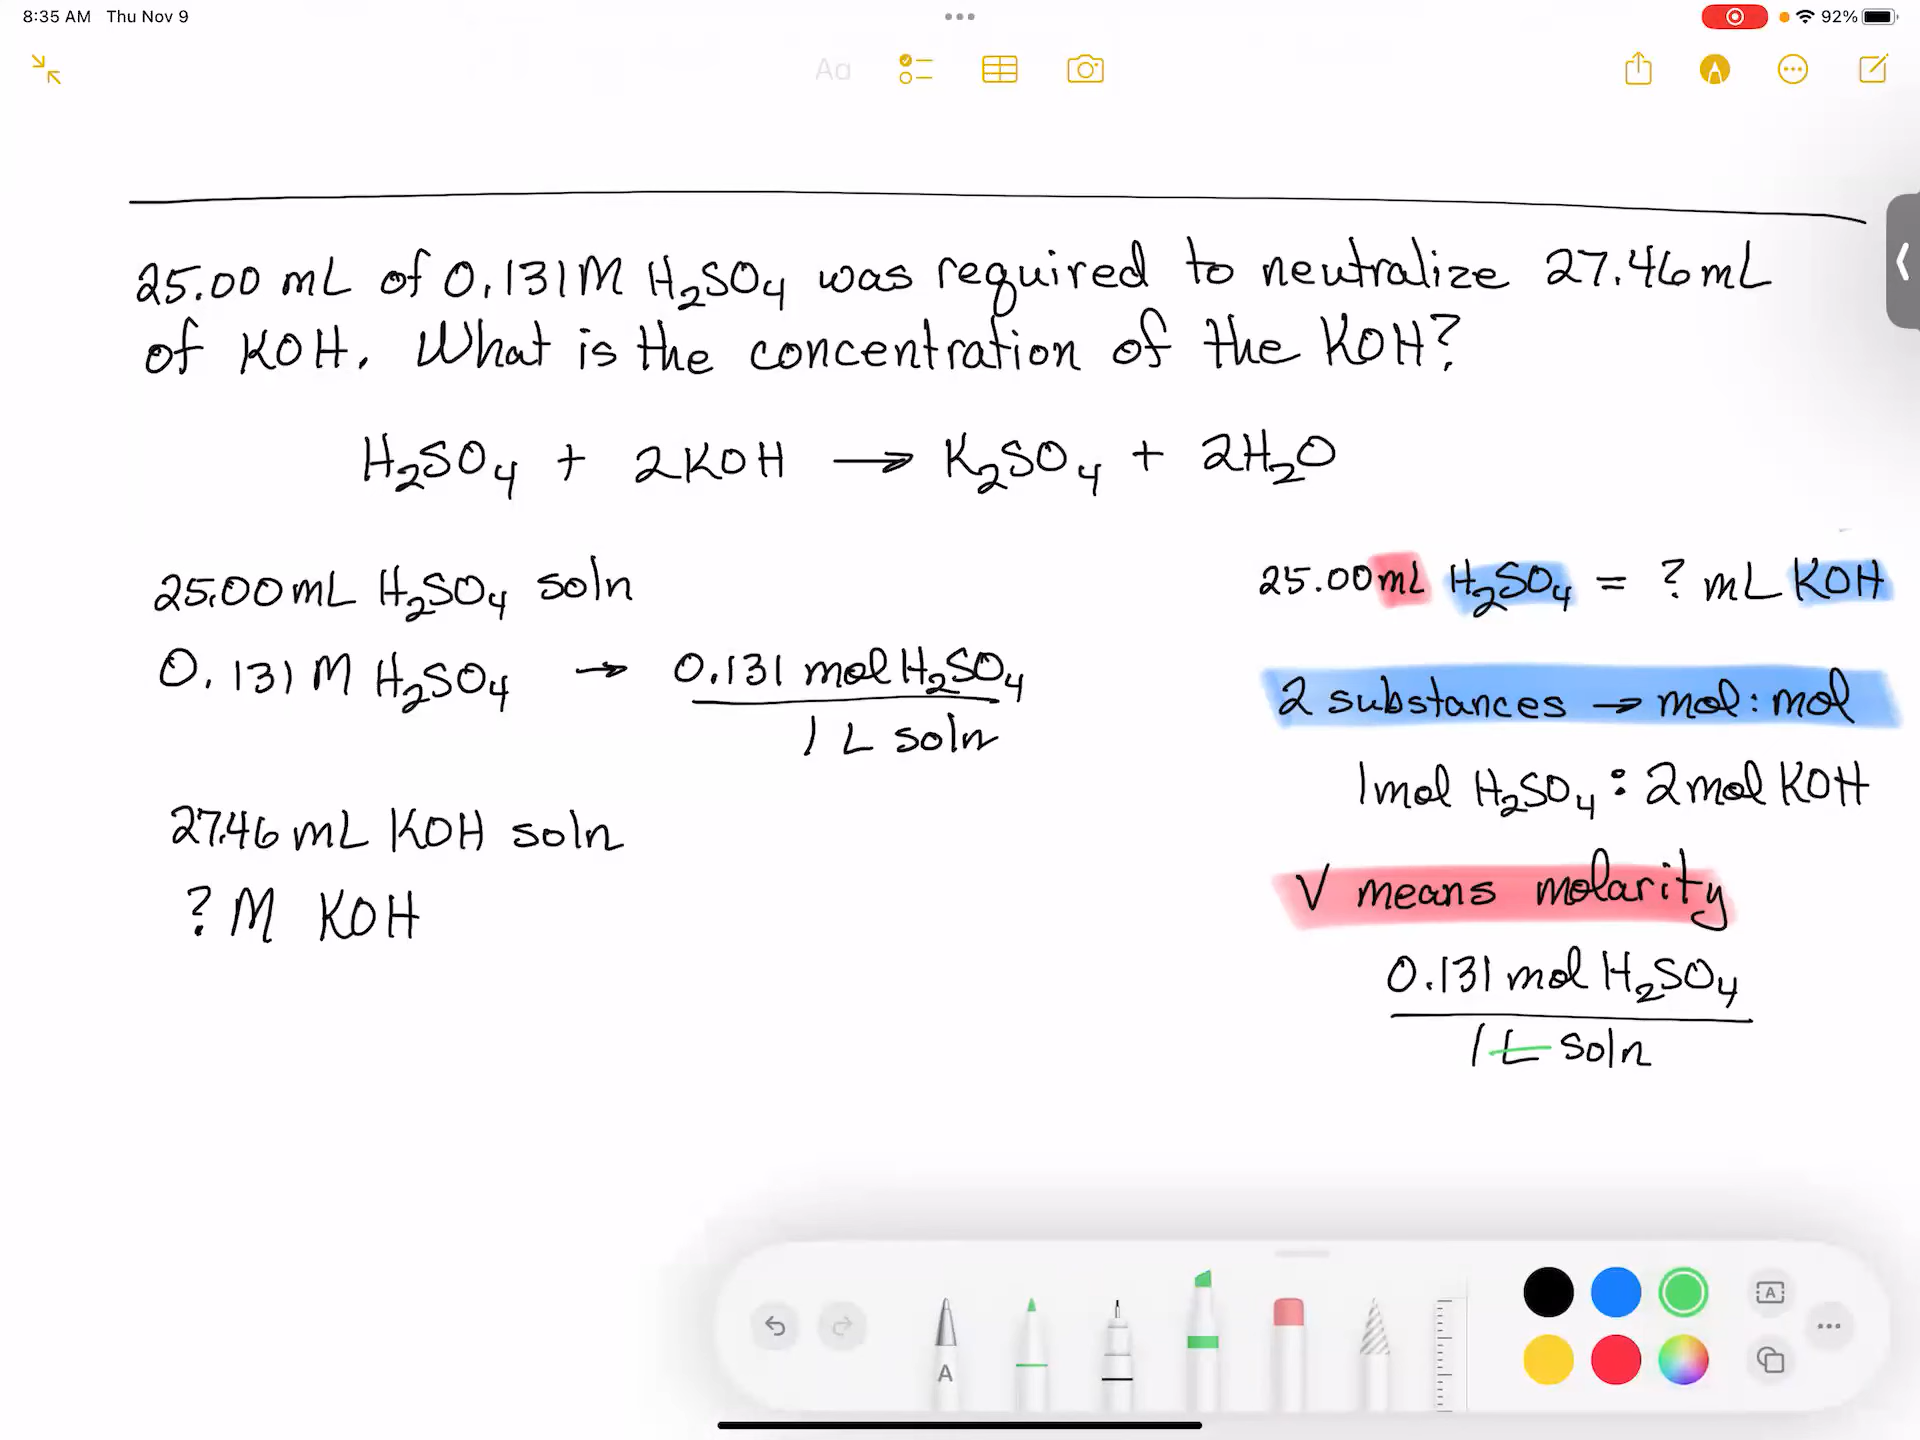 8:35 AM Thu Nov 9
92%
Aa
25.00 mL of 0.131M H₂SO₄ was required to neutralize 27.46mL
of KOH. What is the concentration of the KOH?
H₂SO₄ + 2KOH → K₂SO₄ + 2H₂O
25.00mL H₂SO₄ soln
0.131 M H₂SO₄ → 0.131 mol H₂SO₄
1 L soln
27.46 mL KOH soln
? M KOH
25.00mL H₂SO₄ = ? mL KOH
2 substances → mol:mol
1mol H₂SO₄ : 2mol KOH
V means molarity
0.131 mol H₂SO₄
1 L soln
A
A